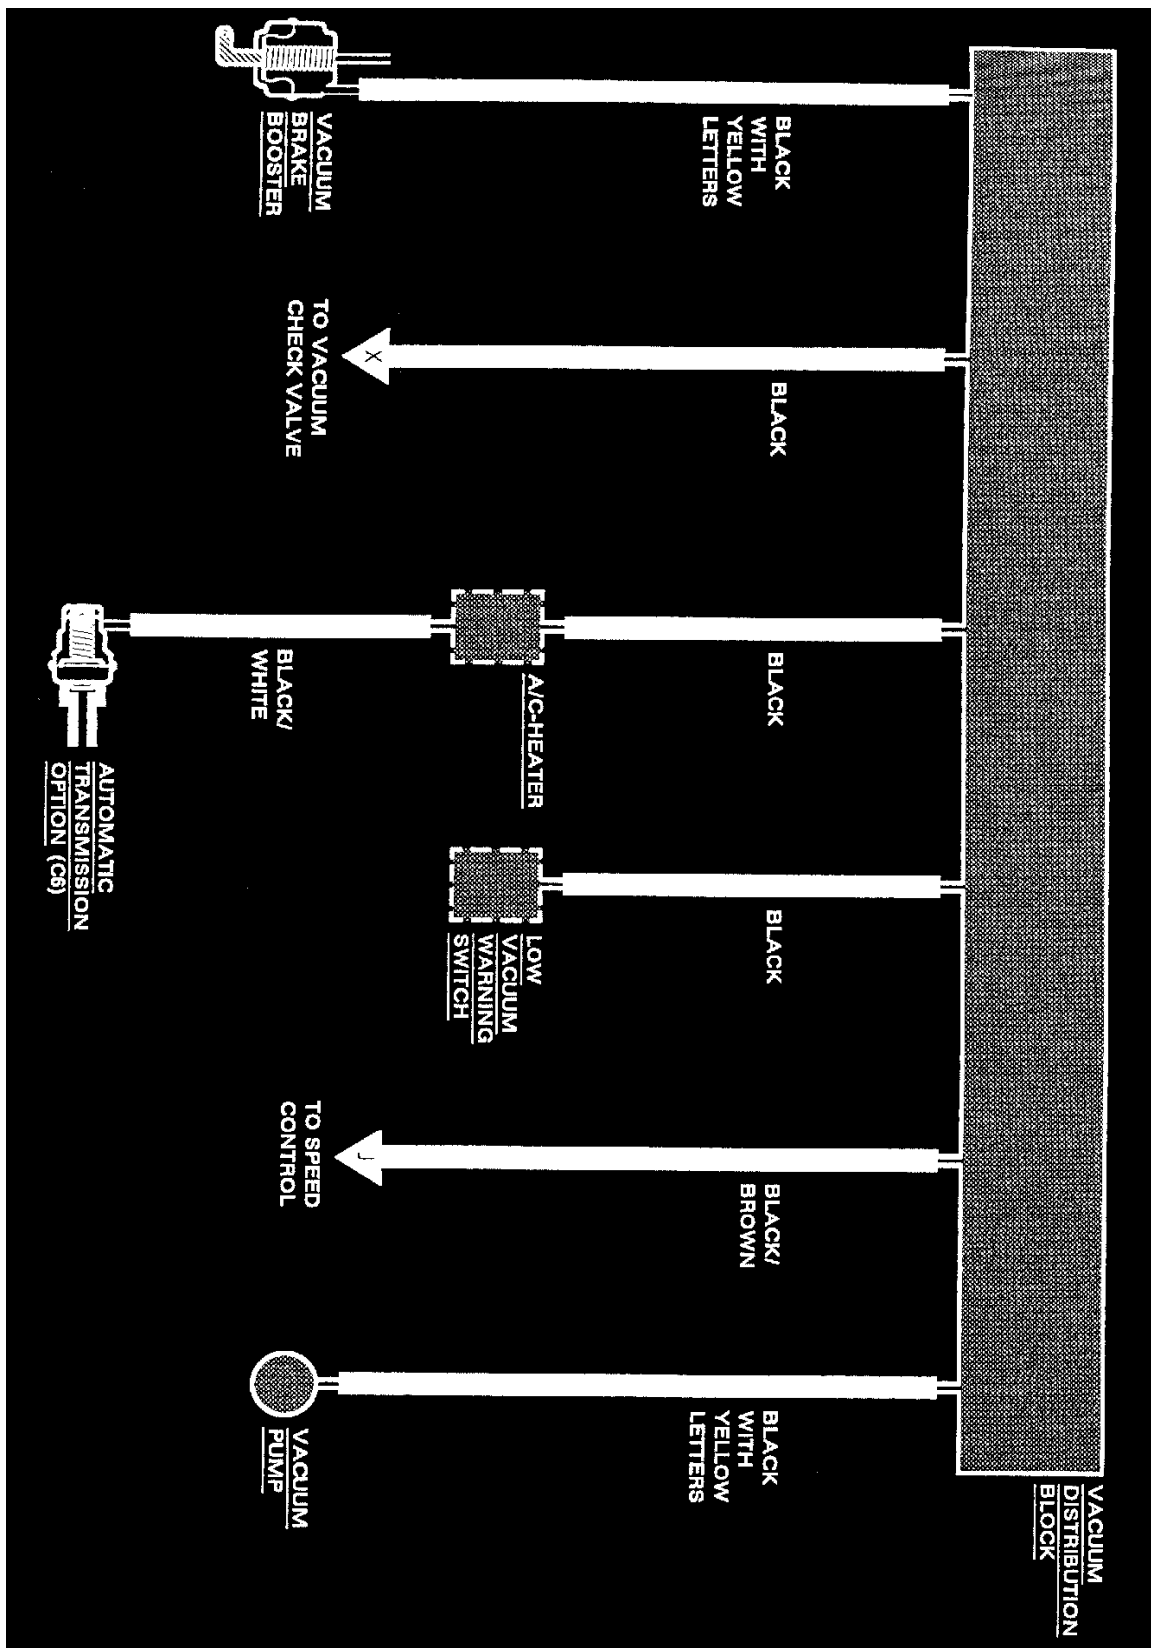 VACUUM
DISTRIBUTION
BLOCK
BLACK
WITH
YELLOW
LETTERS
VACUUM
BRAKE
BOOSTER
BLACK
X
TO VACUUM
CHECK VALVE
BLACK
A/C-HEATER
BLACK/
WHITE
AUTOMATIC
TRANSMISSION
OPTION (C6)
BLACK
LOW
VACUUM
WARNING
SWITCH
BLACK/
BROWN
J
TO SPEED
CONTROL
BLACK
WITH
YELLOW
LETTERS
VACUUM
PUMP